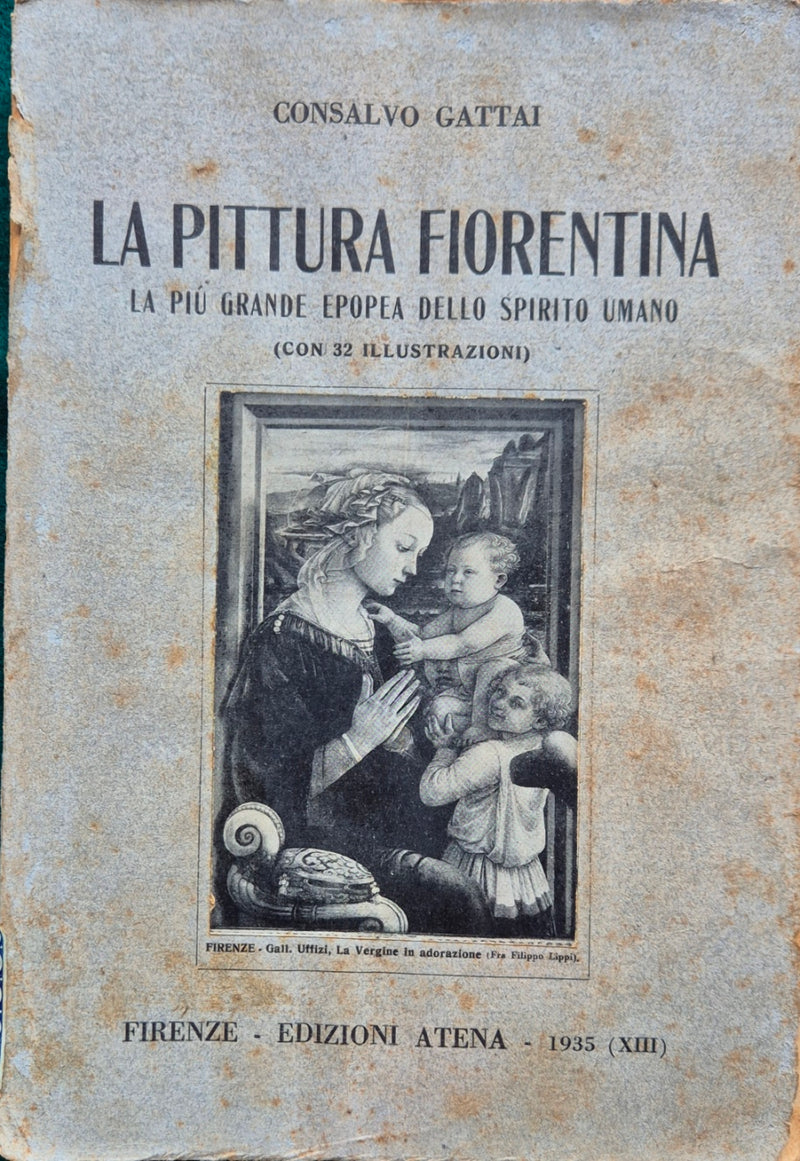 CONSALVO GATTAI
LA PITTURA FIORENTINA
LA PIÚ GRANDE EPOPEA DELLO SPIRITO UMANO
(CON 32 ILLUSTRAZIONI)
FIRENZE - Gall. Uffizi, La Vergine in adorazione (Fra Filippo Lippi).
FIRENZE - EDIZIONI ATENA - 1935 (XIII)